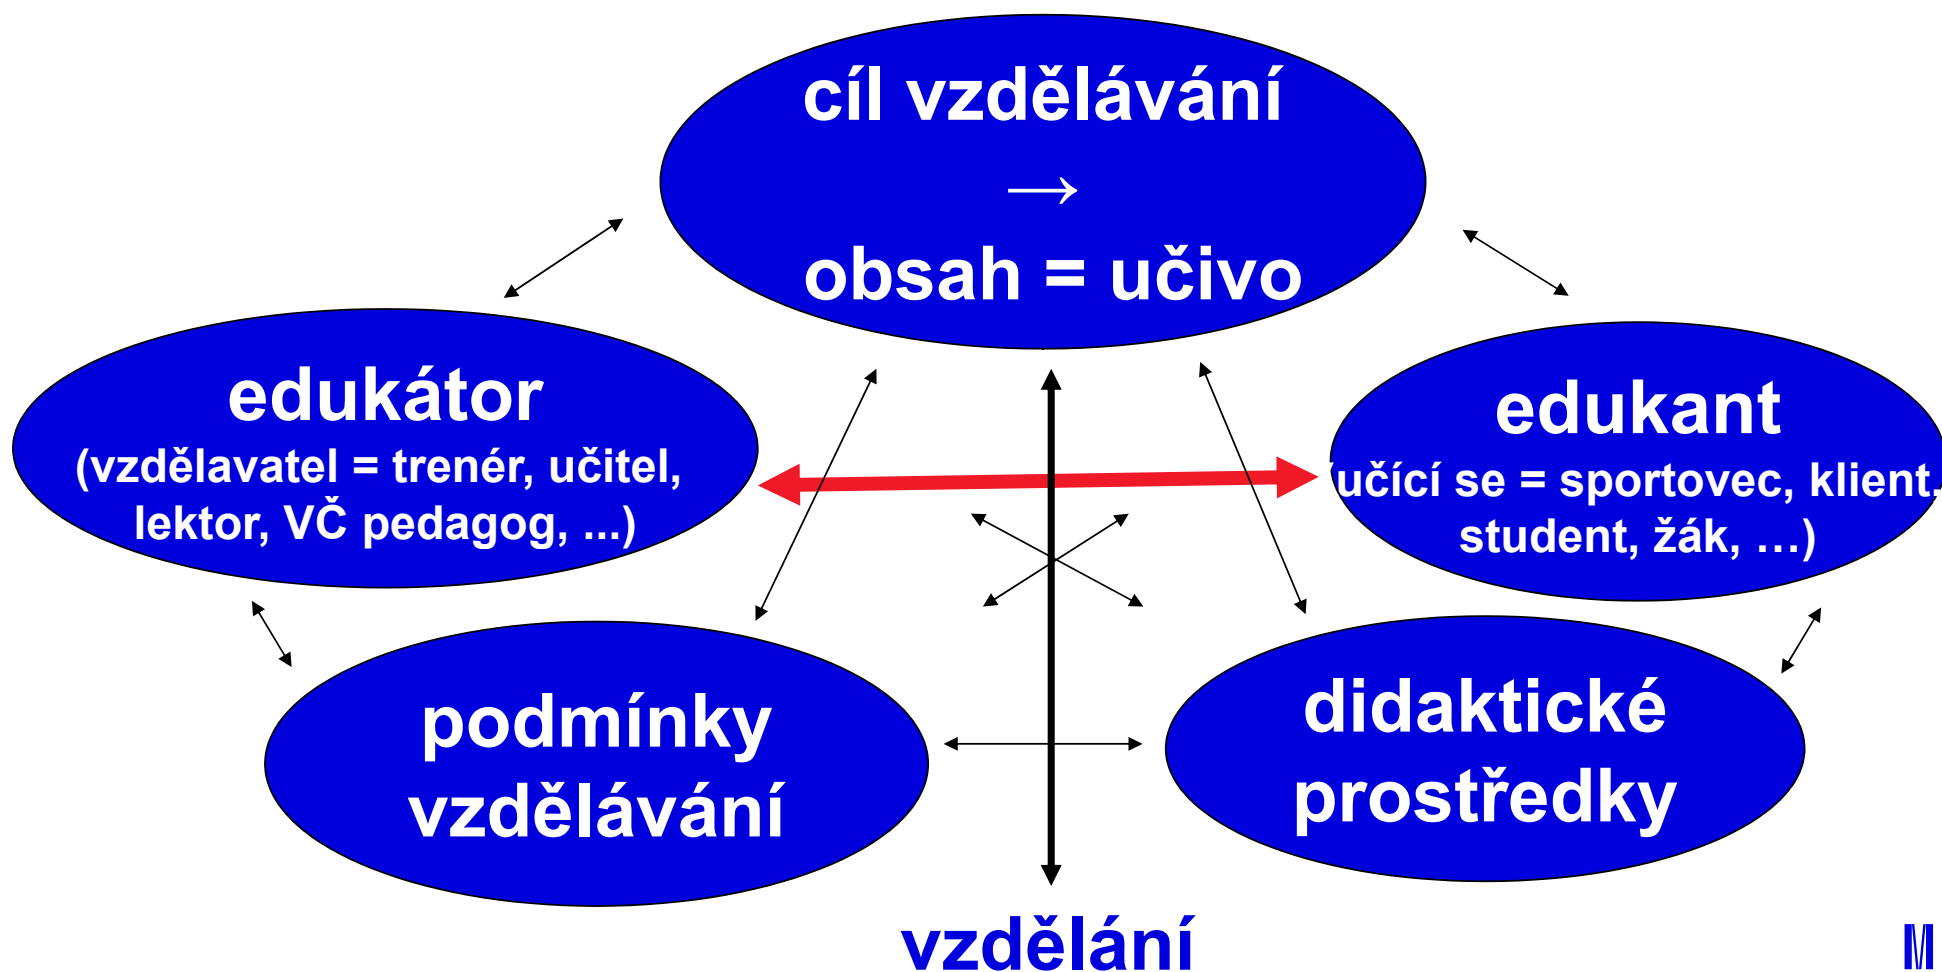 cíl vzdělávání
→
obsah = učivo
edukátor
(vzdělavatel = trenér, učitel,
lektor, VČ pedagog, ...)
edukant
(učící se = sportovec, klient,
student, žák, …)
podmínky
vzdělávání
didaktické
prostředky
vzdělání
M